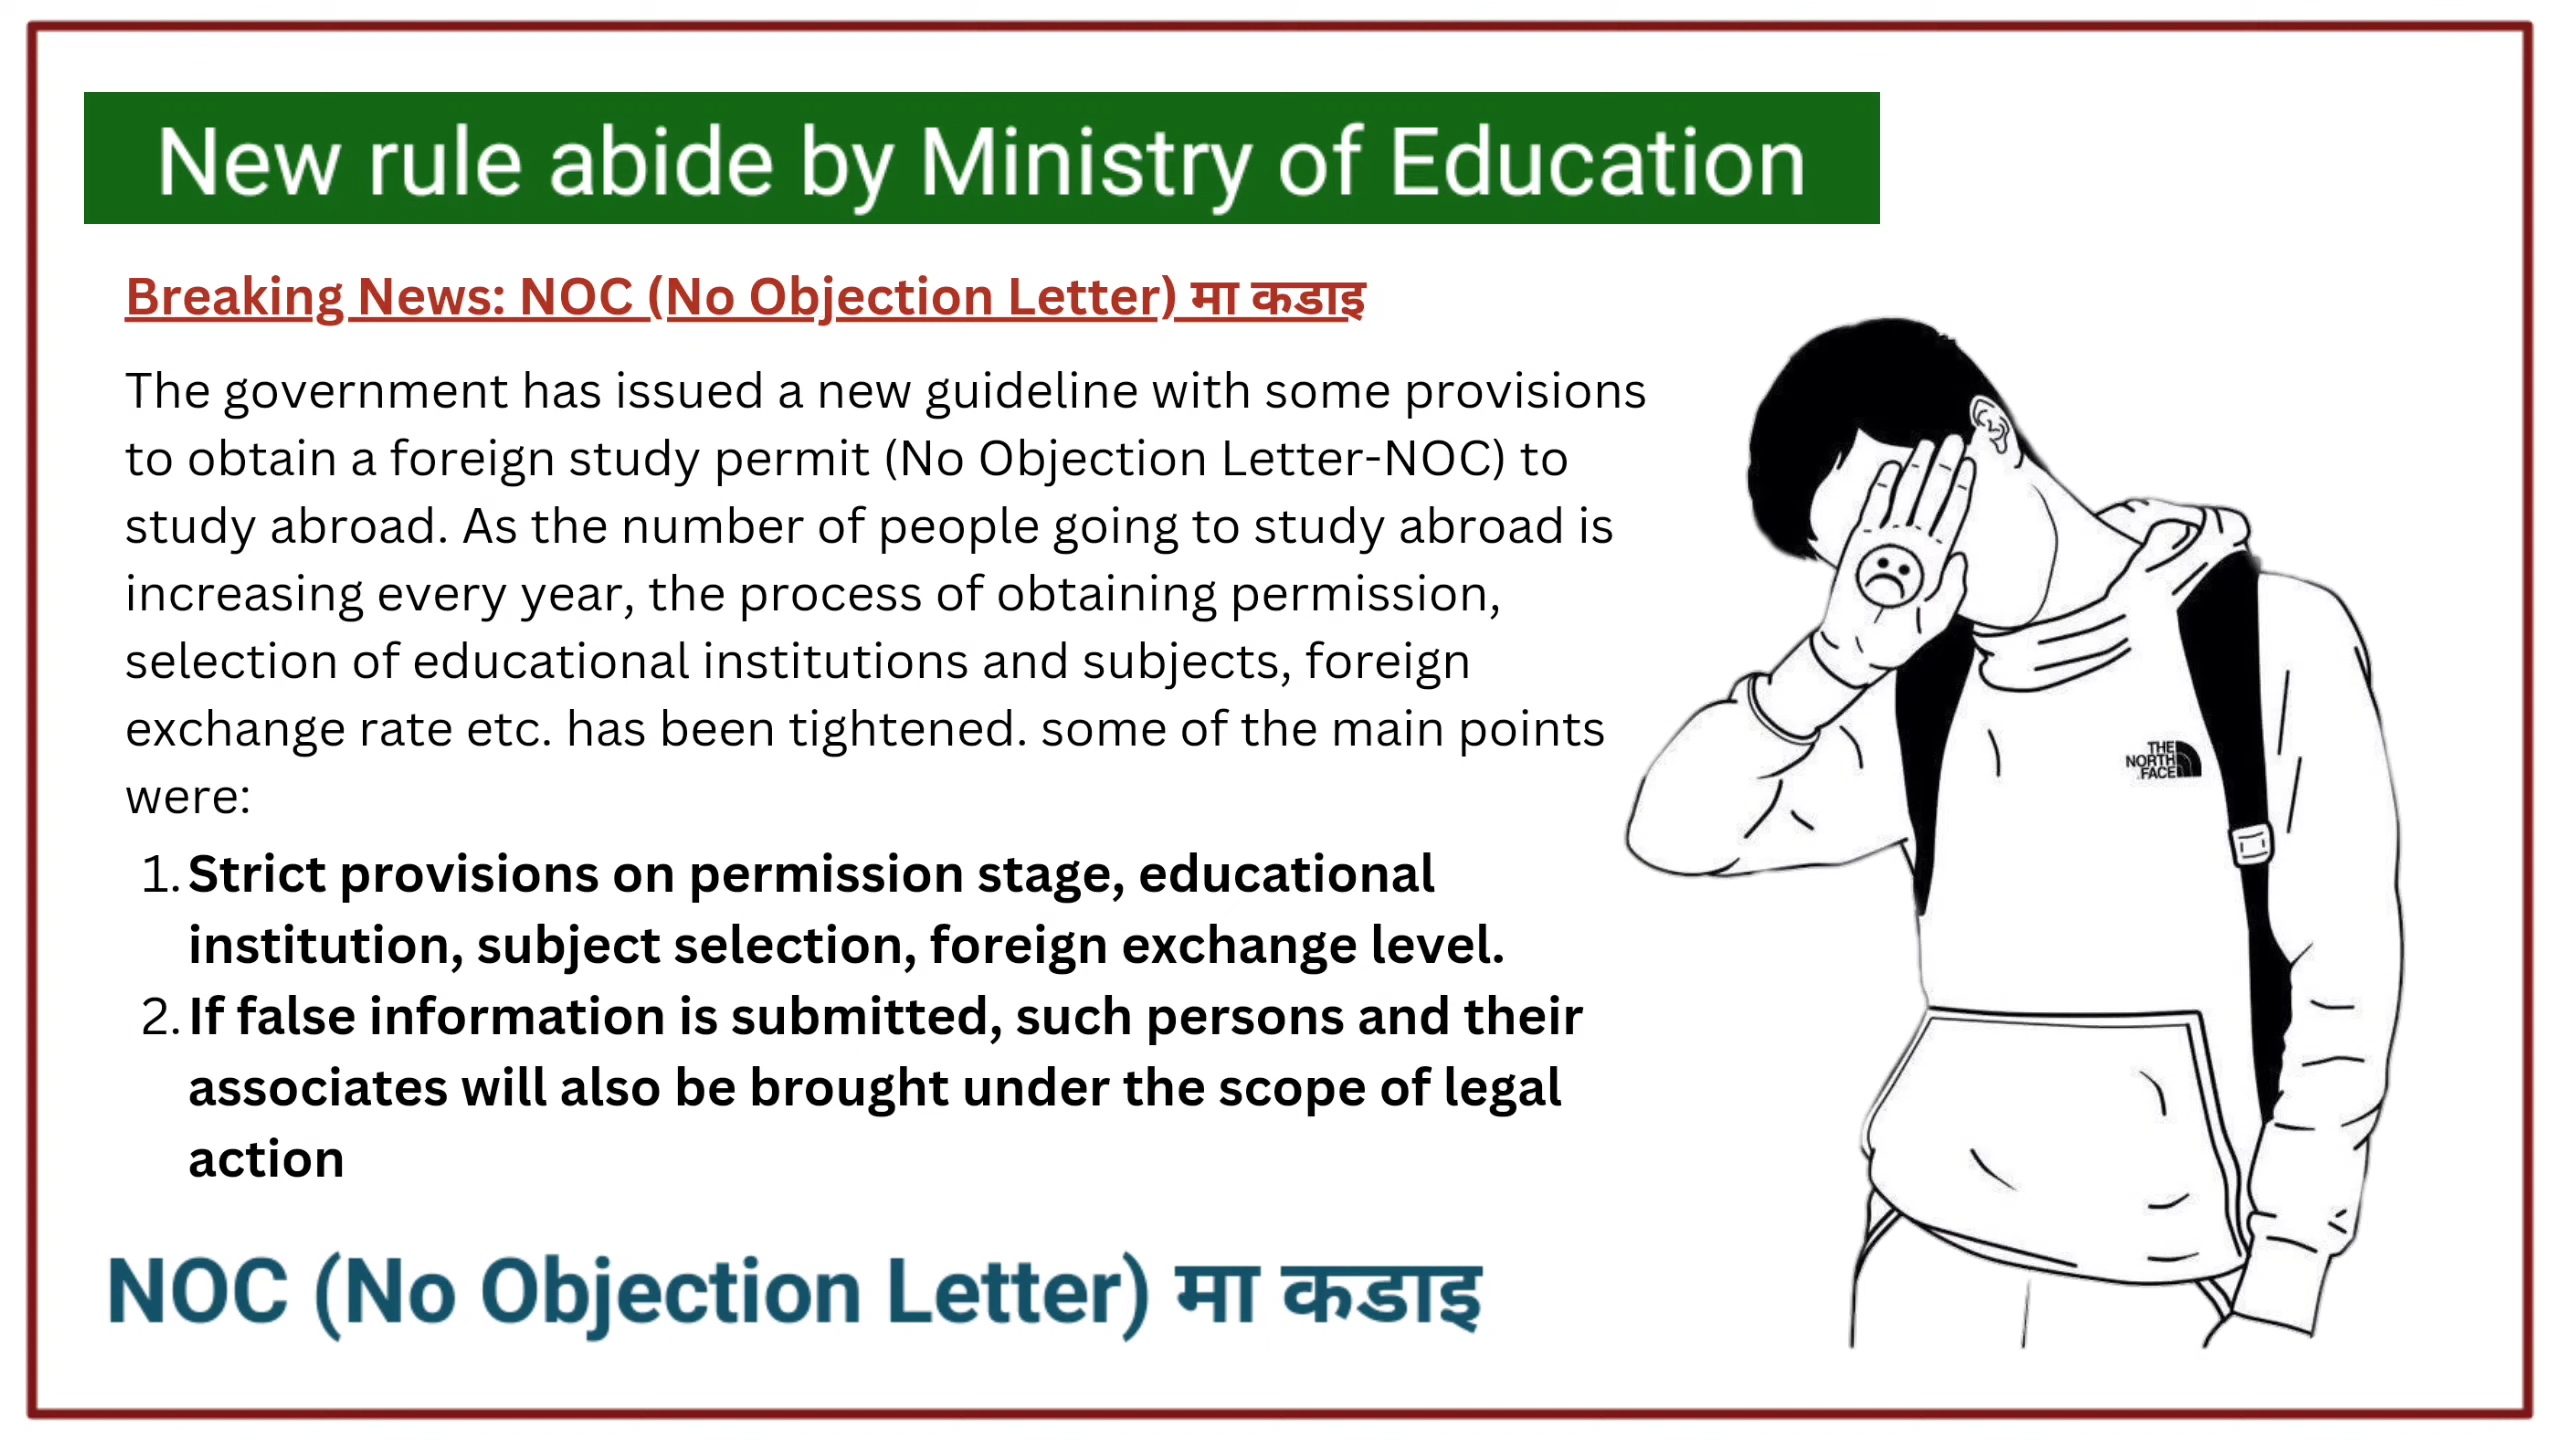 New rule abide by Ministry of Education
Breaking News: NOC (No Objection Letter) मा कडाइ
The government has issued a new guideline with some provisions
to obtain a foreign study permit (No Objection Letter-NOC) to
study abroad. As the number of people going to study abroad is
increasing every year, the process of obtaining permission,
selection of educational institutions and subjects, foreign
exchange rate etc. has been tightened. some of the main points
were:
1. Strict provisions on permission stage, educational
institution, subject selection, foreign exchange level.
2. If false information is submitted, such persons and their
associates will also be brought under the scope of legal
action
THE
NORTH
FACE
NOC (No Objection Letter) मा कडाइ